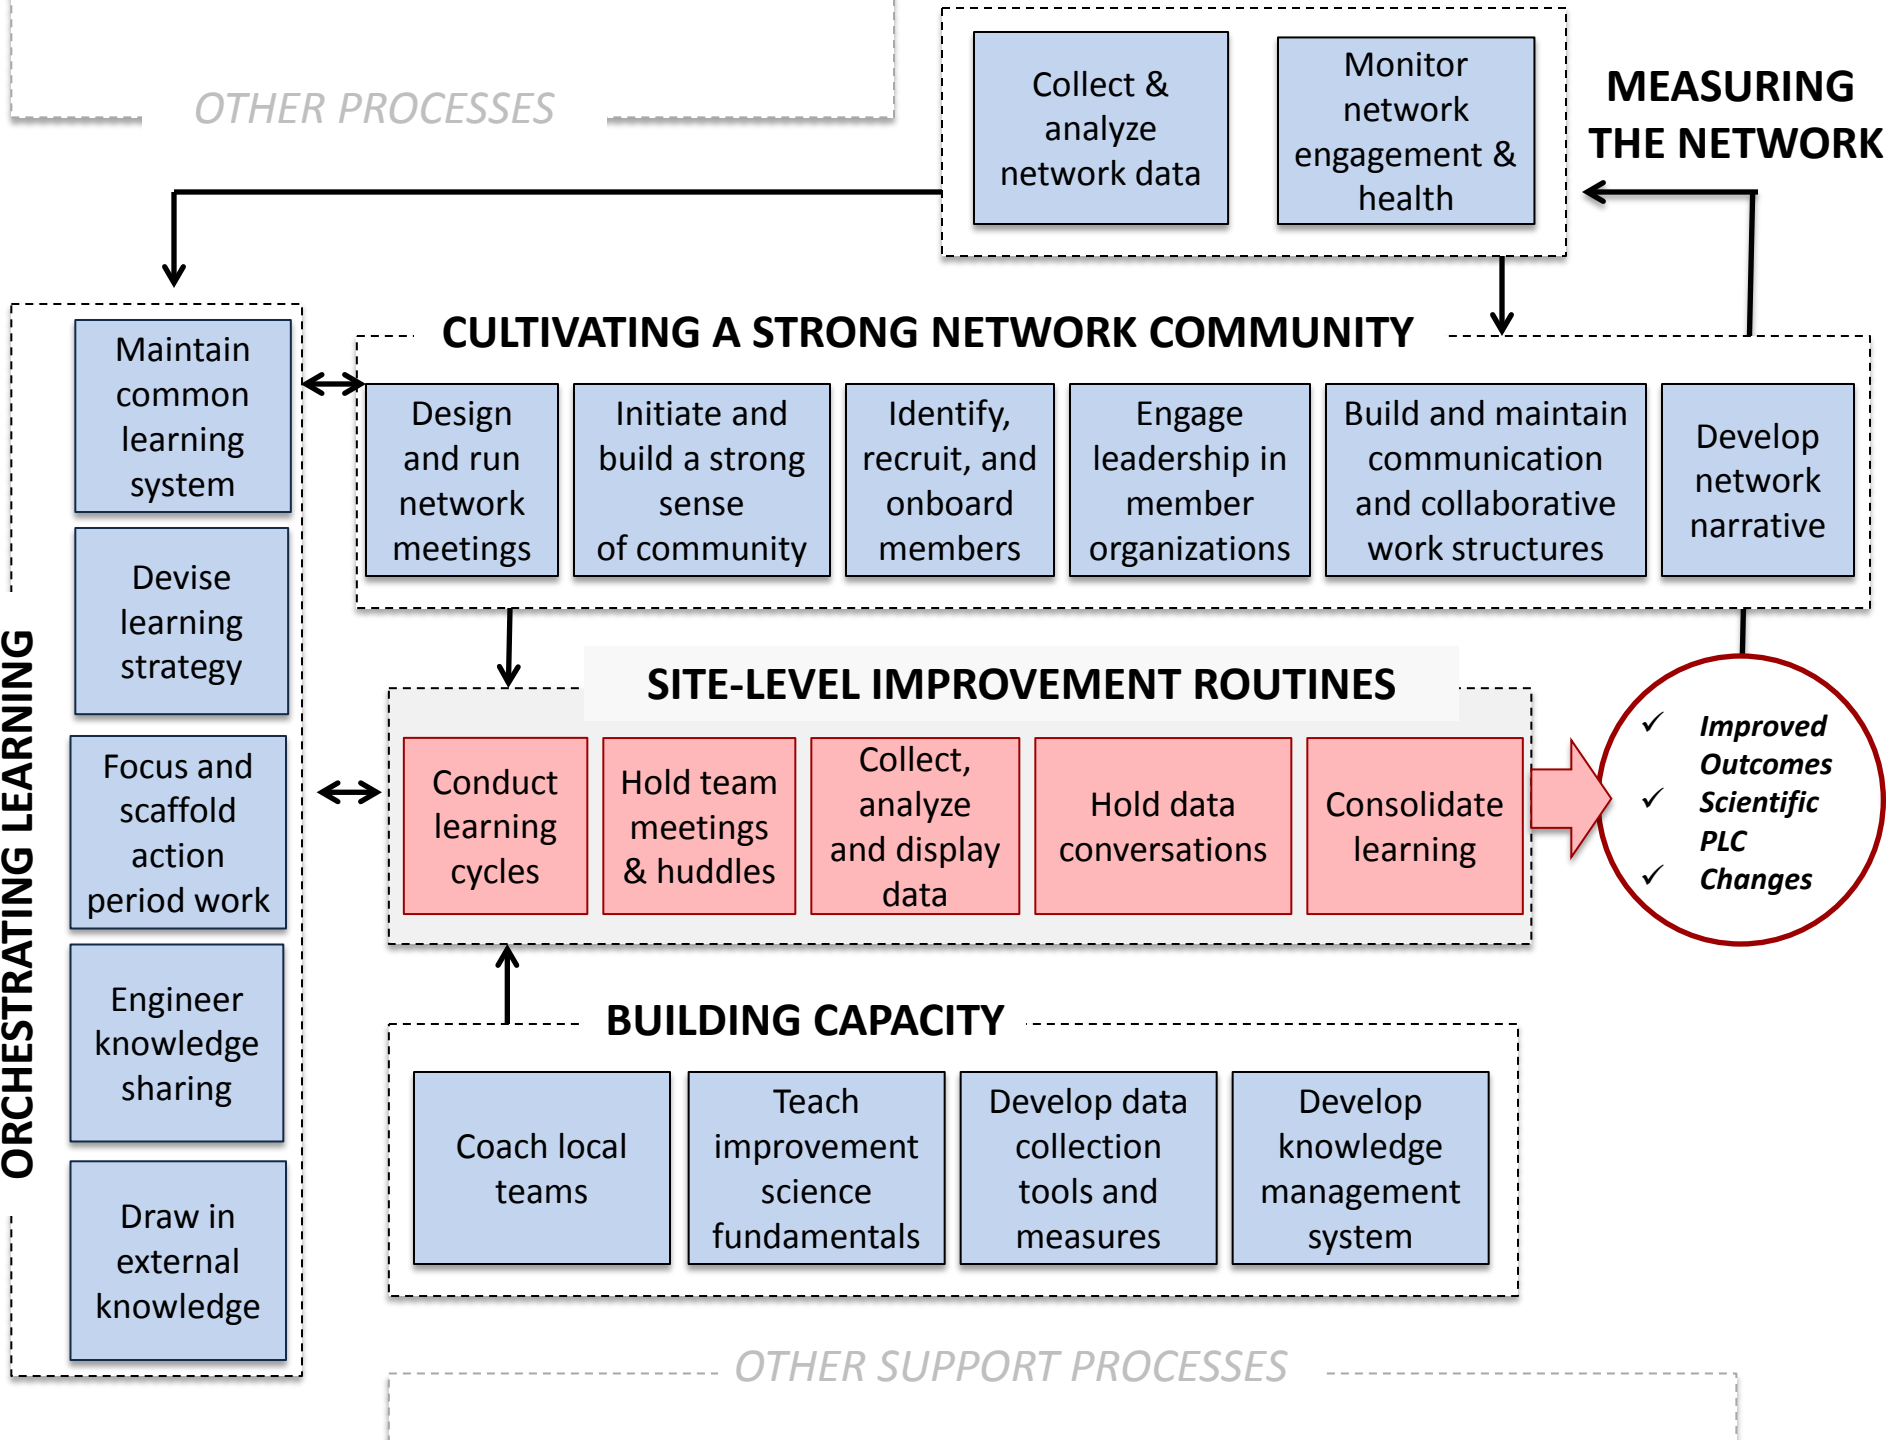 OTHER PROCESSES
Collect &
analyze
network data
Monitor
network
engagement &
health
MEASURING
THE NETWORK
ORCHESTRATING LEARNING
Maintain
common
learning
system
Devise
learning
strategy
Focus and
scaffold
action
period work
Engineer
knowledge
sharing
Draw in
external
knowledge
CULTIVATING A STRONG NETWORK COMMUNITY
Design
and run
network
meetings
Initiate and
build a strong
sense
of community
Identify,
recruit, and
onboard
members
Engage
leadership in
member
organizations
Build and maintain
communication
and collaborative
work structures
Develop
network
narrative
SITE-LEVEL IMPROVEMENT ROUTINES
Conduct
learning
cycles
Hold team
meetings
& huddles
Collect,
analyze
and display
data
Hold data
conversations
Consolidate
learning
✓ Improved
Outcomes
✓ Scientific
PLC
✓ Changes
BUILDING CAPACITY
Coach local
teams
Teach
improvement
science
fundamentals
Develop data
collection
tools and
measures
Develop
knowledge
management
system
OTHER SUPPORT PROCESSES